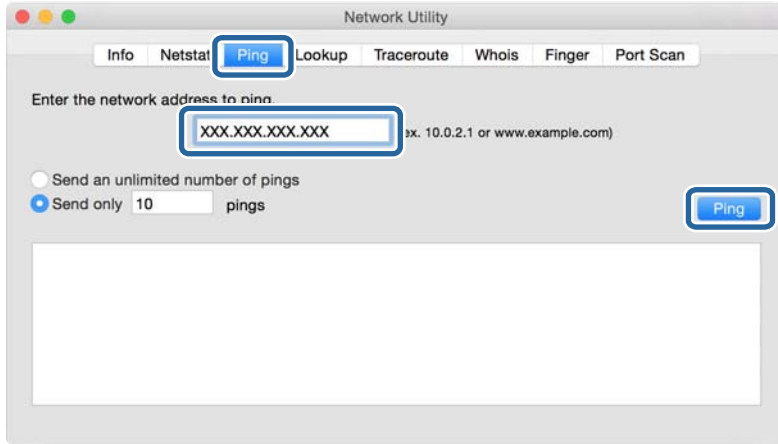 Network Utility
Info Netstat Ping Lookup Traceroute Whois Finger Port Scan
Enter the network address to ping.
XXX.XXX.XXX.XXX ex. 10.0.2.1 or www.example.com)
Send an unlimited number of pings
Send only 10 pings
Ping